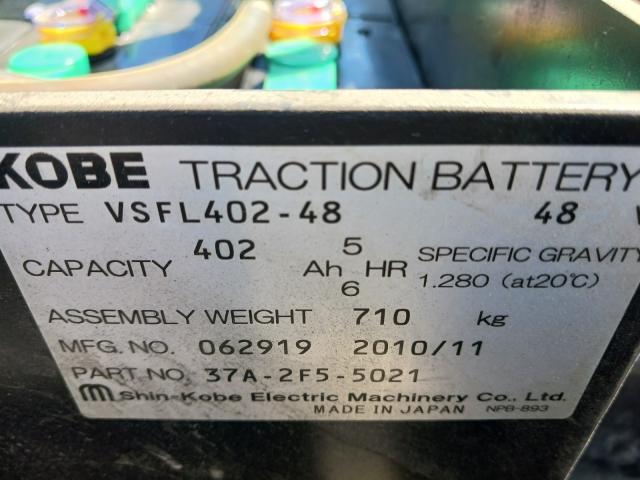 KOBE TRACTION BATTERY
TYPE VSFL402-48 48 V
CAPACITY 402 Ah 5 HR SPECIFIC GRAVITY
6 1.280 (at20℃)
ASSEMBLY WEIGHT 710 kg
MFG. NO. 062919 2010/11
PART NO. 37A-2F5-5021
m Shin-Kobe Electric Machinery Co., Ltd.
MADE IN JAPAN NPB-893